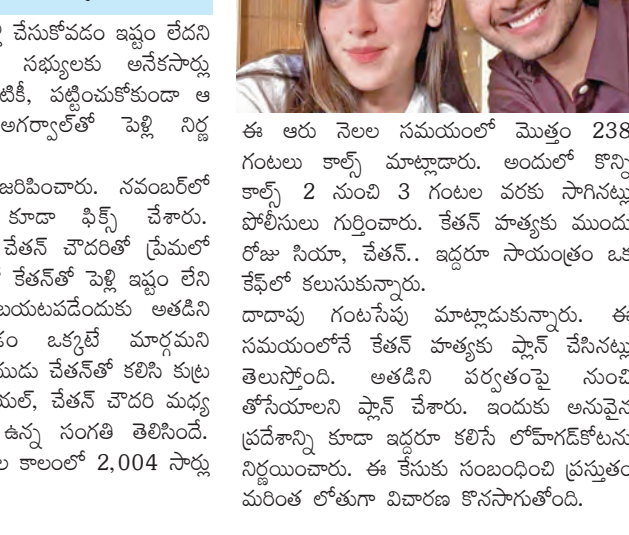 చేసుకోవడం ఇష్టం లేదని
సభ్యులకు అనేకసార్లు
పట్టించుకోకుండా ఆ
అగర్వాల్‌తో పెళ్లి నిర్ణ
జరిపించారు. నవంబర్‌లో
కూడా ఫిక్స్ చేశారు.
చేతన్ చౌదరితో ప్రేమలో
కేతన్‌తో పెళ్లి ఇష్టం లేని
బయటపడేందుకు అతడిని
ఒక్కటే మార్గమని
చేతన్‌తో కలిసి కుట్ర
చేతన్ చౌదరి మధ్య
ఉన్న సంగతి తెలిసిందే.
కాలంలో 2,004 సార్లు
ఈ ఆరు నెలల సమయంలో మొత్తం 238
గంటలు కాల్స్ మాట్లాడారు. అందులో కొన్ని
కాల్స్ 2 నుంచి 3 గంటల వరకు సాగినట్లు
పోలీసులు గుర్తించారు. కేతన్ హత్యకు ముందు
రోజు సియా, చేతన్.. ఇద్దరూ సాయంత్రం ఒక
కేఫ్‌లో కలుసుకున్నారు.
దాదాపు గంటసేపు మాట్లాడుకున్నారు. ఈ
సమయంలోనే కేతన్ హత్యకు ప్లాన్ చేసినట్లు
తెలుస్తోంది. అతడిని పర్వతంపై నుంచి
తోసేయాలని ప్లాన్ చేశారు. ఇందుకు అనువైన
ప్రదేశాన్ని కూడా ఇద్దరూ కలిసే లోహ్‌గడ్‌కోటను
నిర్ణయించారు. ఈ కేసుకు సంబంధించి ప్రస్తుతం
మరింత లోతుగా విచారణ కొనసాగుతోంది.